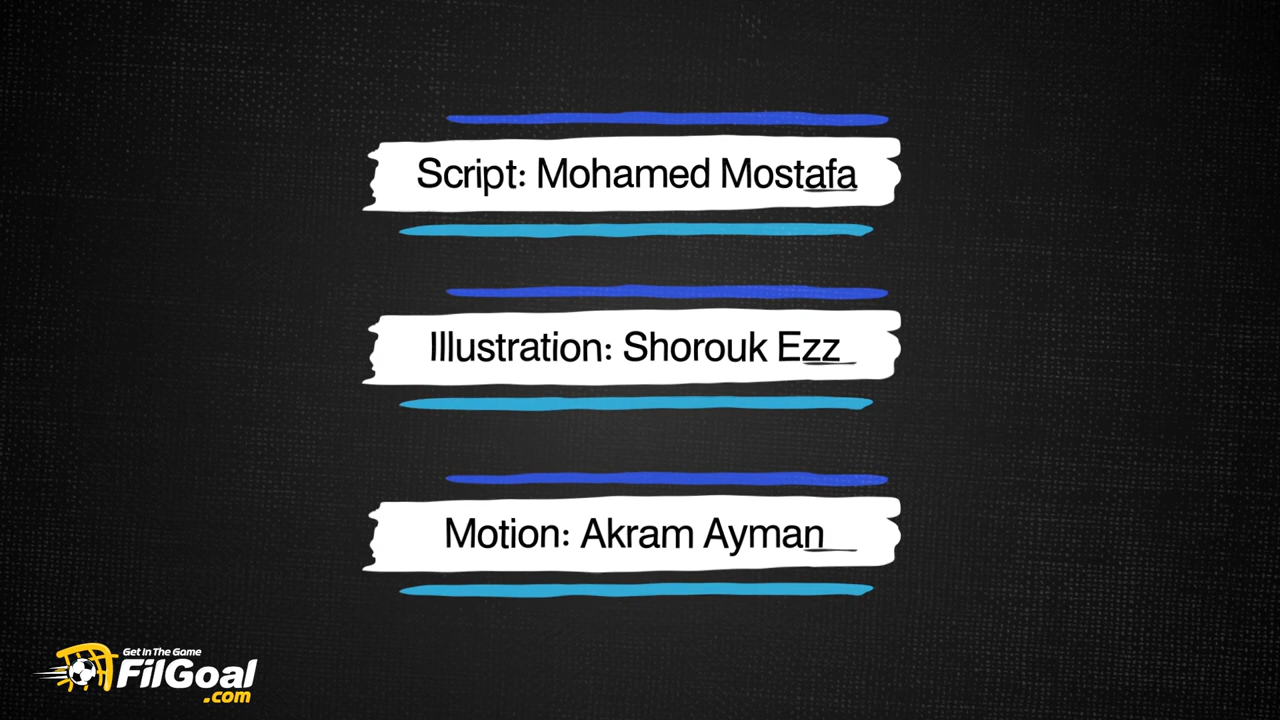 Script: Mohamed Mostafa
Illustration: Shorouk Ezz
Motion: Akram Ayman
Get In The Game
FilGoal
.com